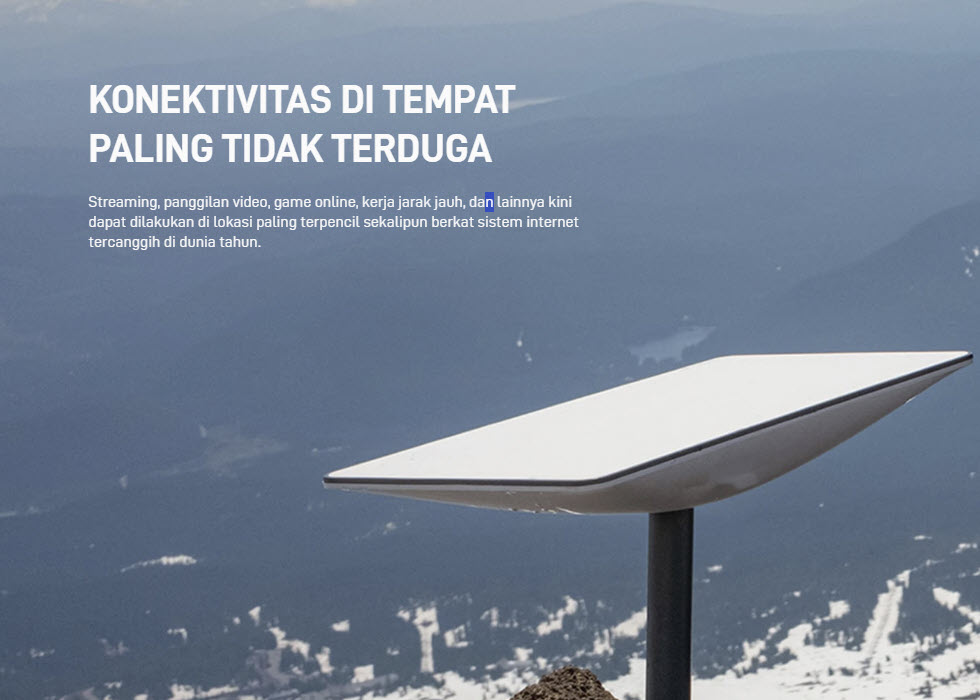 KONEKTIVITAS DI TEMPAT
PALING TIDAK TERDUGA
Streaming, panggilan video, game online, kerja jarak jauh, dan lainnya kini
dapat dilakukan di lokasi paling terpencil sekalipun berkat sistem internet
tercanggih di dunia tahun.